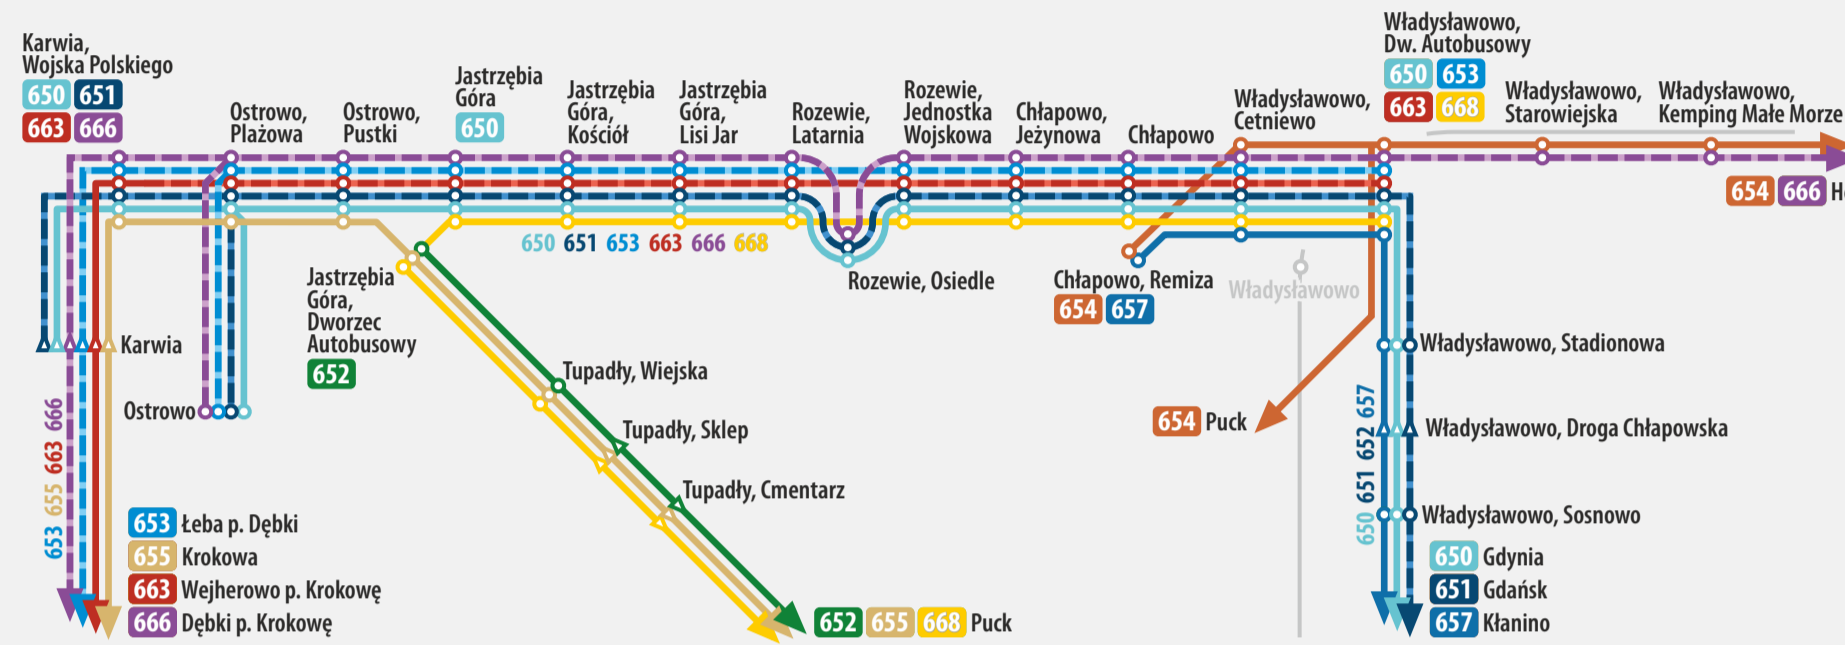 Karwia,
Wojska Polskiego
650 651
663 666
Ostrowo,
Plażowa
Ostrowo,
Pustki
Jastrzębia
Góra
650
Jastrzębia
Góra,
Kościół
Jastrzębia
Góra,
Lisi Jar
Rozewie,
Latarnia
Rozewie,
Jednostka
Wojskowa
Chłapowo,
Jeżynowa
Chłapowo
Władysławowo,
Cetniewo
Władysławowo,
Dw. Autobusowy
650 653
663 668
Władysławowo,
Starowiejska
Władysławowo,
Kemping Małe Morze
654 666
650 651 653 663 666 668
Rozewie, Osiedle
Jastrzębia
Góra,
Dworzec
Autobusowy
652
Chłapowo, Remiza
654 657
Władysławowo
Karwia
Ostrowo
Tupadły, Wiejska
Tupadły, Sklep
Tupadły, Cmentarz
654 Puck
Władysławowo, Stadionowa
Władysławowo, Droga Chłapowska
Władysławowo, Sosnowo
653 655 663 666
650 651 652 657
653 Łeba p. Dębki
655 Krokowa
663 Wejherowo p. Krokowę
666 Dębki p. Krokowę
652 655 668 Puck
650 Gdynia
651 Gdańsk
657 Kłanino